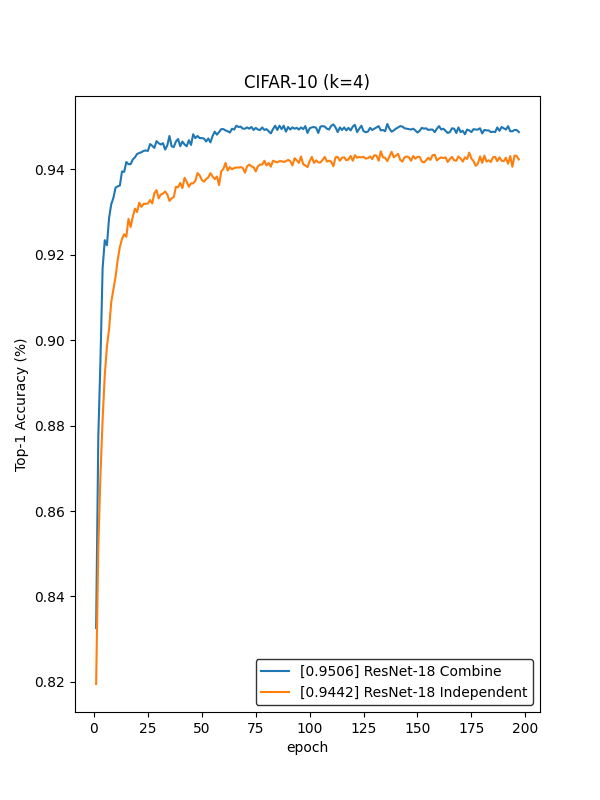 CIFAR-10 (k=4)
Top-1 Accuracy (%)
0.94
0.92
0.90
0.88
0.86
0.84
0.82
[0.9506] ResNet-18 Combine
[0.9442] ResNet-18 Independent
0 25 50 75 100 125 150 175 200
epoch